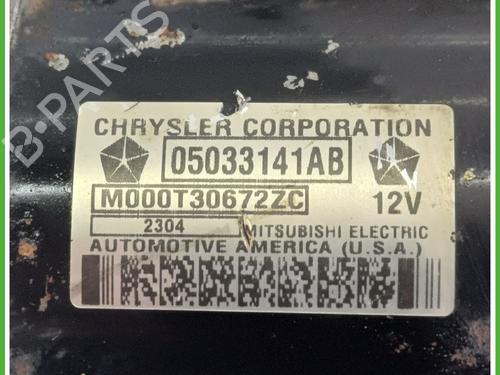 B-PARTS
CHRYSLER CORPORATION
05033141AB
M000T30672ZC 12V
2304 MITSUBISHI ELECTRIC
AUTOMOTIVE AMERICA (U.S.A.)